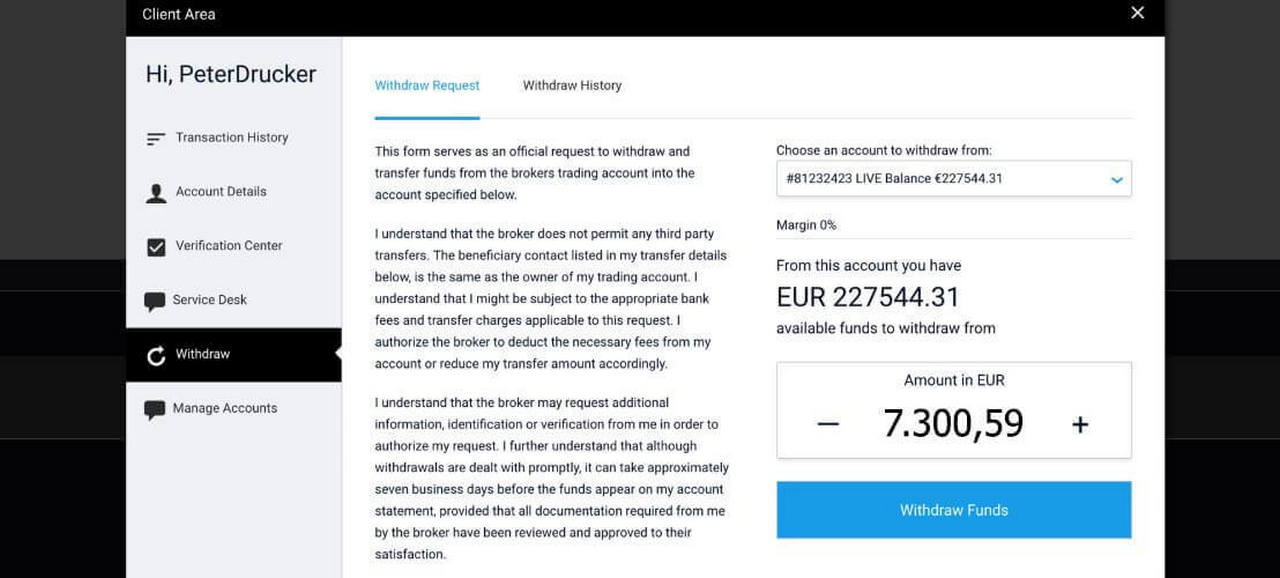 Client Area
Hi, PeterDrucker
Transaction History
Account Details
Verification Center
Service Desk
Withdraw
Manage Accounts
Withdraw Request
Withdraw History
This form serves as an official request to withdraw and
transfer funds from the brokers trading account into the
account specified below.
I understand that the broker does not permit any third party
transfers. The beneficiary contact listed in my transfer details
below, is the same as the owner of my trading account. I
understand that I might be subject to the appropriate bank
fees and transfer charges applicable to this request. I
authorize the broker to deduct the necessary fees from my
account or reduce my transfer amount accordingly.
I understand that the broker may request additional
information, identification or verification from me in order to
authorize my request. I further understand that although
withdrawals are dealt with promptly, it can take approximately
seven business days before the funds appear on my account
statement, provided that all documentation required from me
by the broker have been reviewed and approved to their
satisfaction.
Choose an account to withdraw from:
#81232423 LIVE Balance €227544.31
Margin 0%
From this account you have
EUR 227544.31
available funds to withdraw from
Amount in EUR
7.300,59
Withdraw Funds